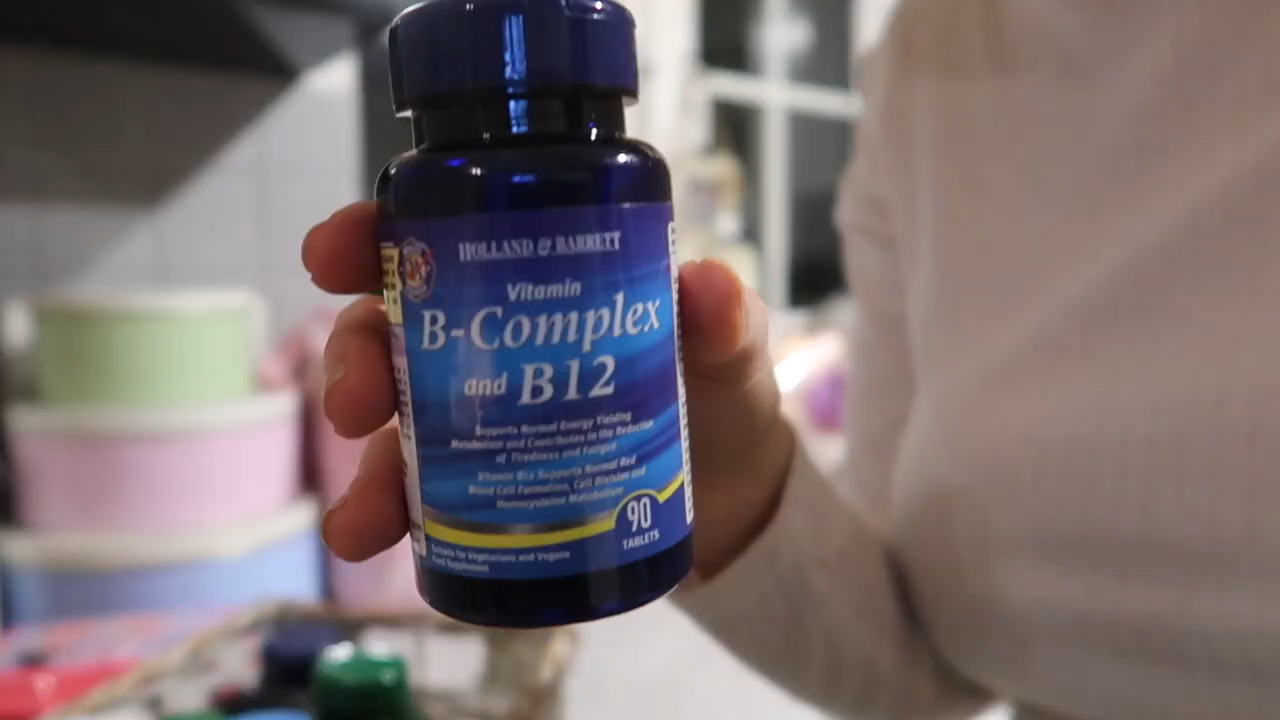 HOLLAND & BARRETT
Vitamin
B-Complex
and B12
Supports Normal Energy Yielding
Metabolism and Contributes to the Reduction
of Tiredness and Fatigue
Vitamin B12 Supports Normal Red
Blood Cell Formation, Cell Division and
Homocysteine Metabolism
90
TABLETS
Suitable for Vegetarians and Vegans
Food Supplement